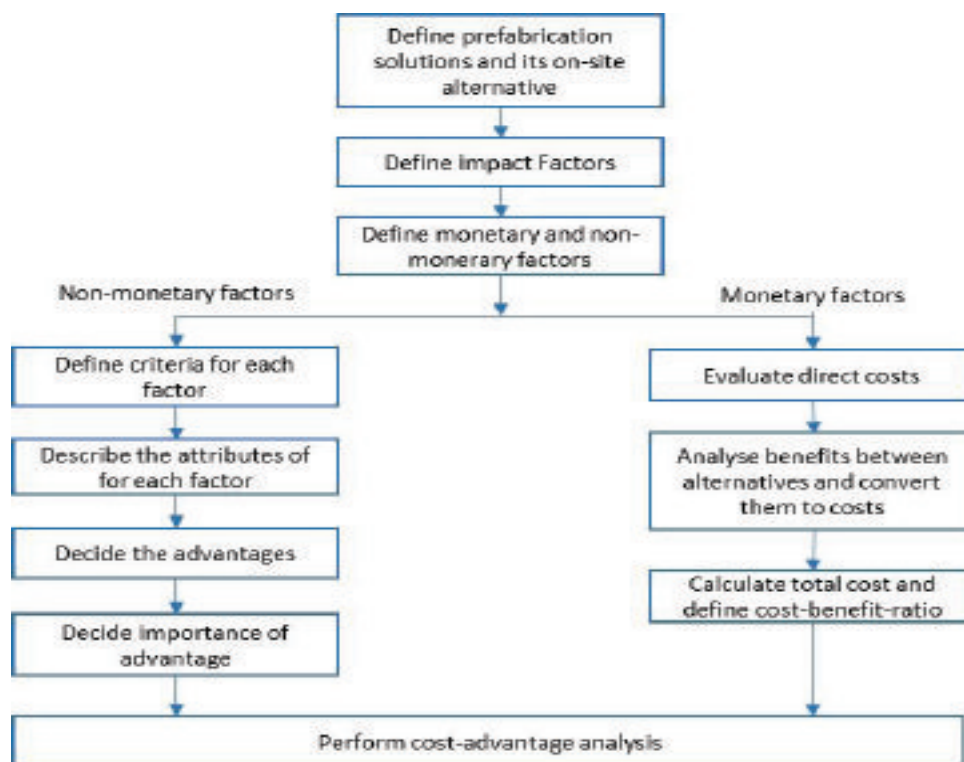 Define prefabrication
solutions and its on-site
alternative
Define impact Factors
Define monetary and non-
monerary factors
Non-monetary factors
Monetary factors
Define criteria for each
factor
Describe the attributes of
for each factor
Decide the advantages
Decide importance of
advantage
Evaluate direct costs
Analyse benefits between
alternatives and convert
them to costs
Calculate total cost and
define cost-benefit-ratio
Perform cost-advantage analysis